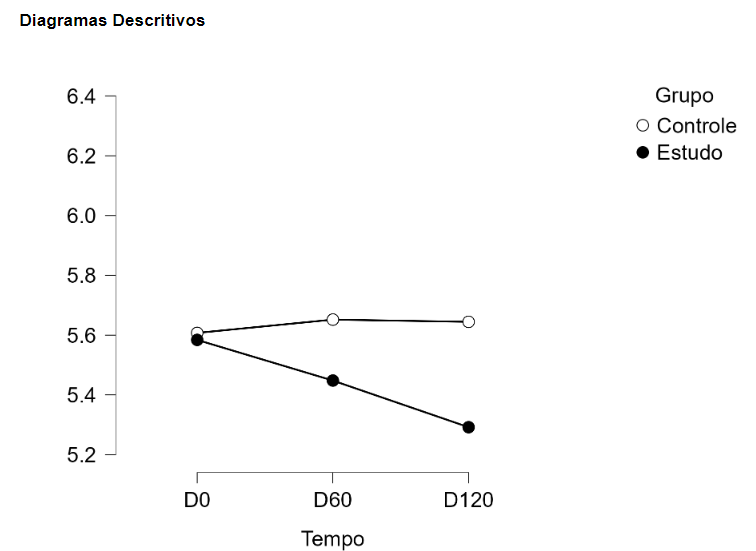 Diagramas Descritivos
Grupo
Controle
Estudo
6.4
6.2
6.0
5.8
5.6
5.4
5.2
D0 D60 D120
Tempo